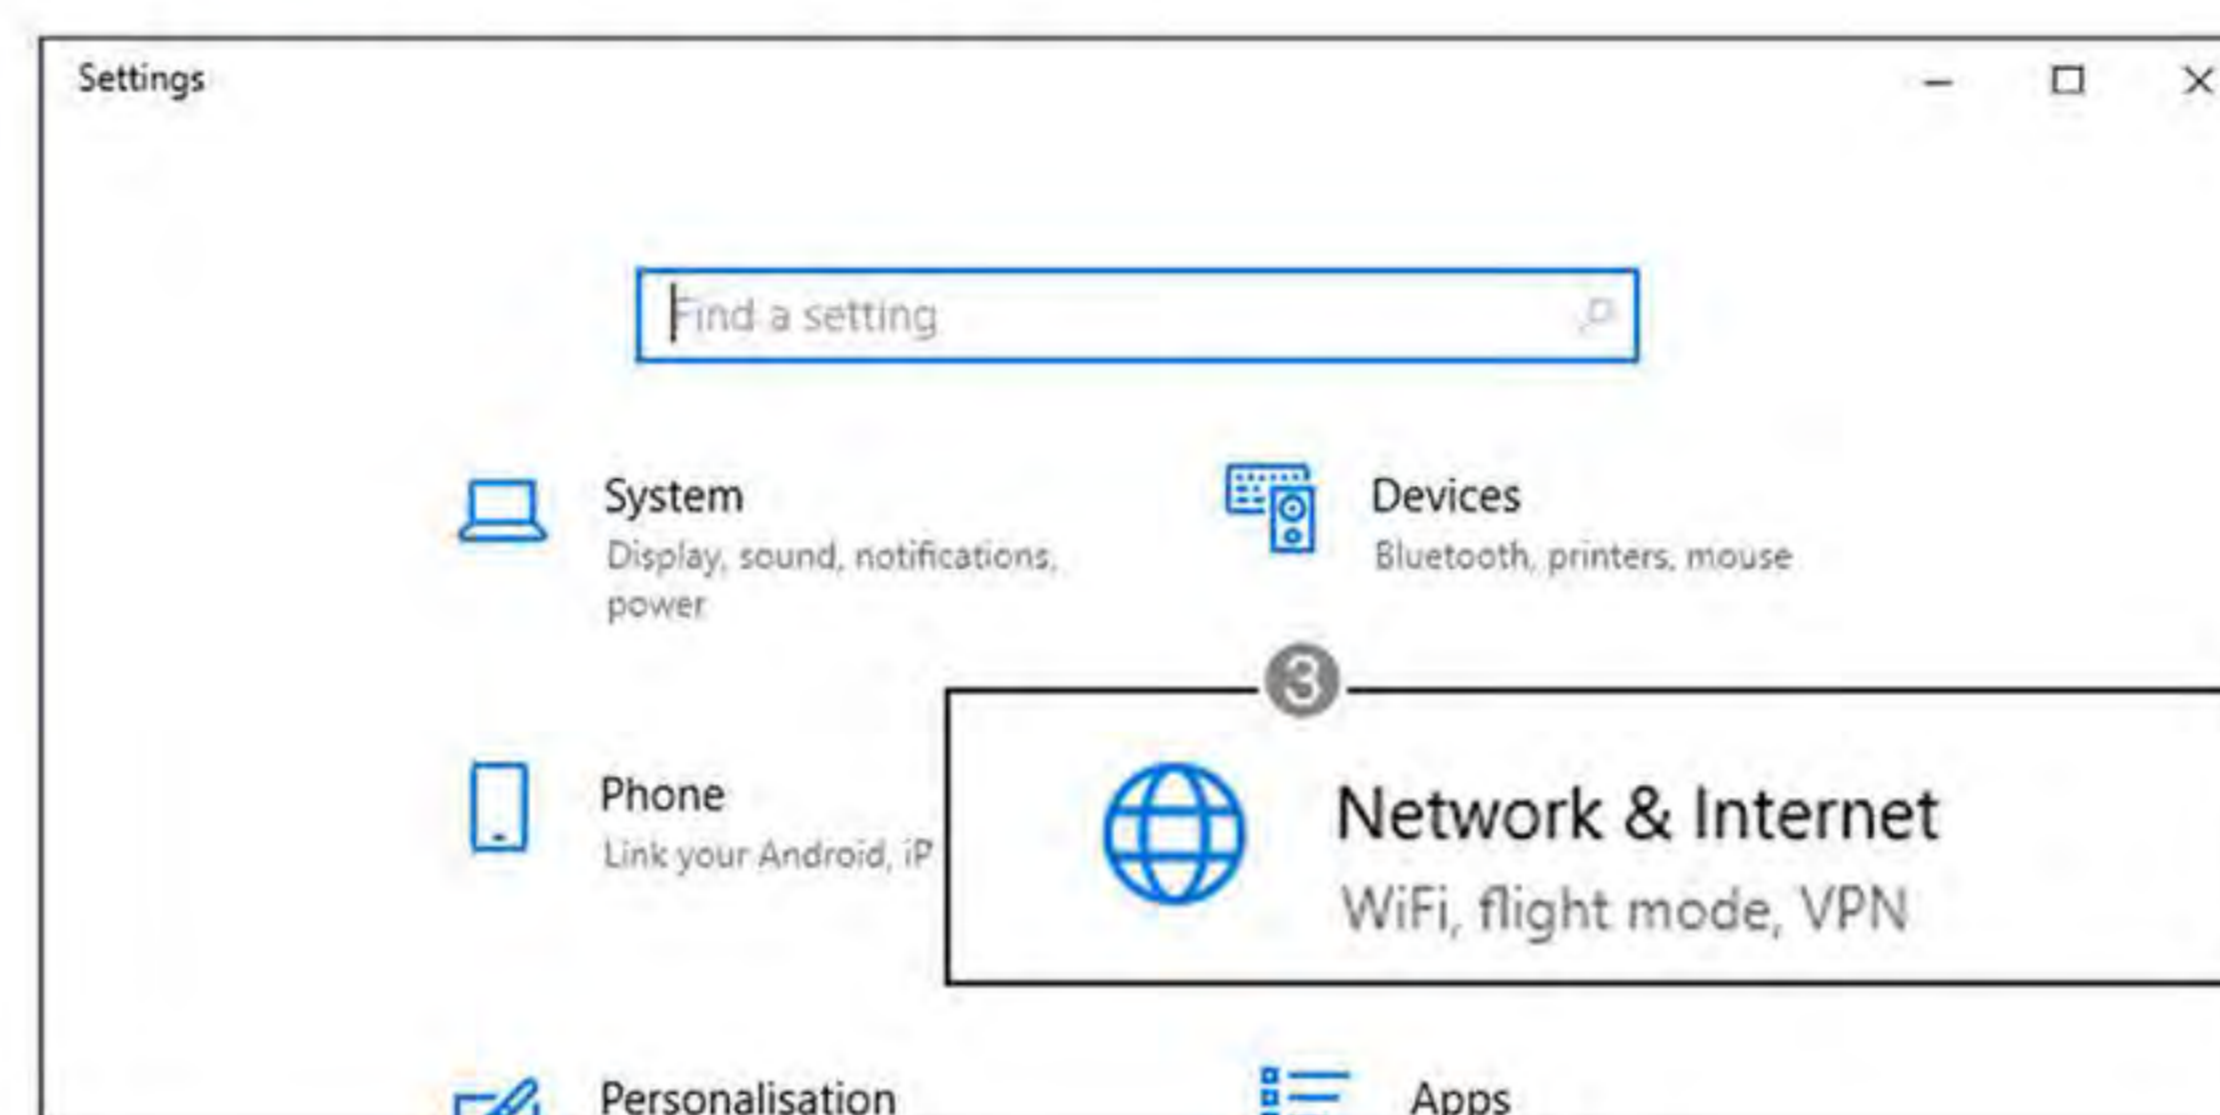 Settings
Find a setting
System
Display, sound, notifications,
power
Devices
Bluetooth, printers, mouse
3
Phone
Link your Android, iP
Network & Internet
WiFi, flight mode, VPN
Personalisation
Apps